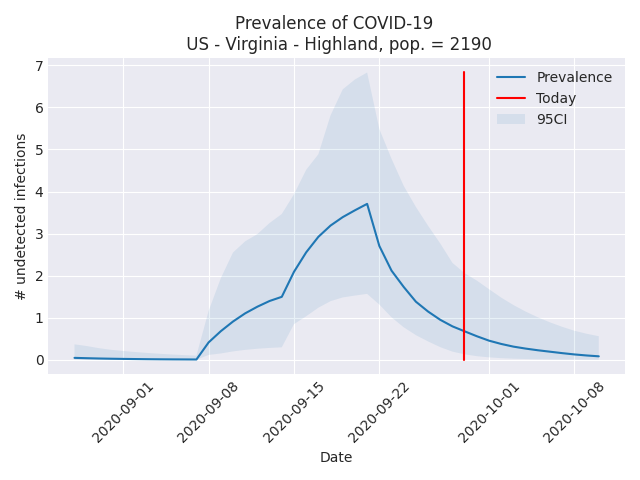 Prevalence of COVID-19
US - Virginia - Highland, pop. = 2190
7
6
5
4
3
2
1
0
# undetected infections
Prevalence
Today
95CI
2020-09-01
2020-09-08
2020-09-15
2020-09-22
2020-10-01
2020-10-08
Date